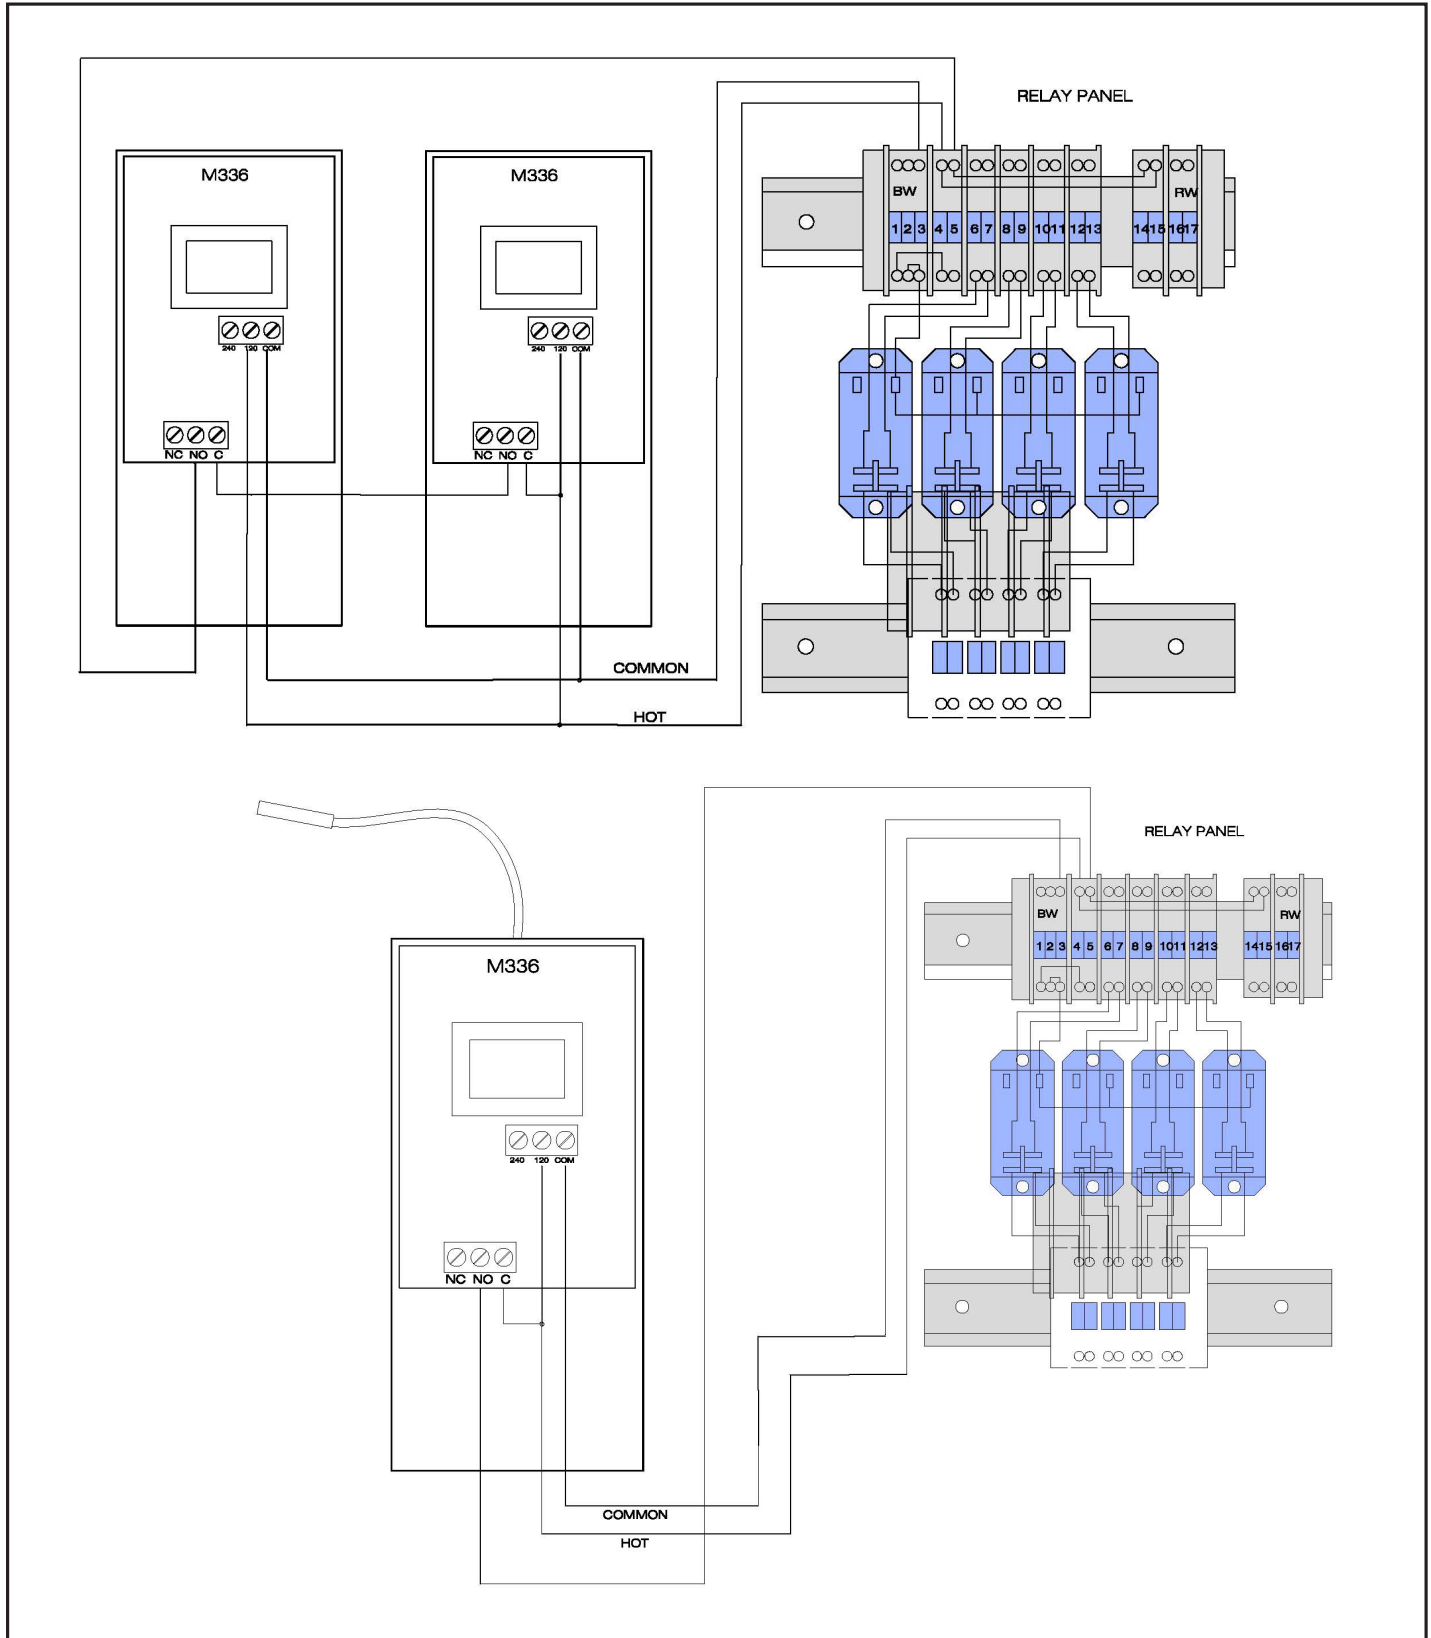 RELAY PANEL
M336
M336
BW
RW
1 2 3 4 5 6 7 8 9 10 11 12 13 14 15 16 17
240 120 COM
240 120 COM
NC NO C
NC NO C
COMMON
HOT
RELAY PANEL
BW
RW
1 2 3 4 5 6 7 8 9 10 11 12 13 14 15 16 17
M336
240 120 COM
NC NO C
COMMON
HOT